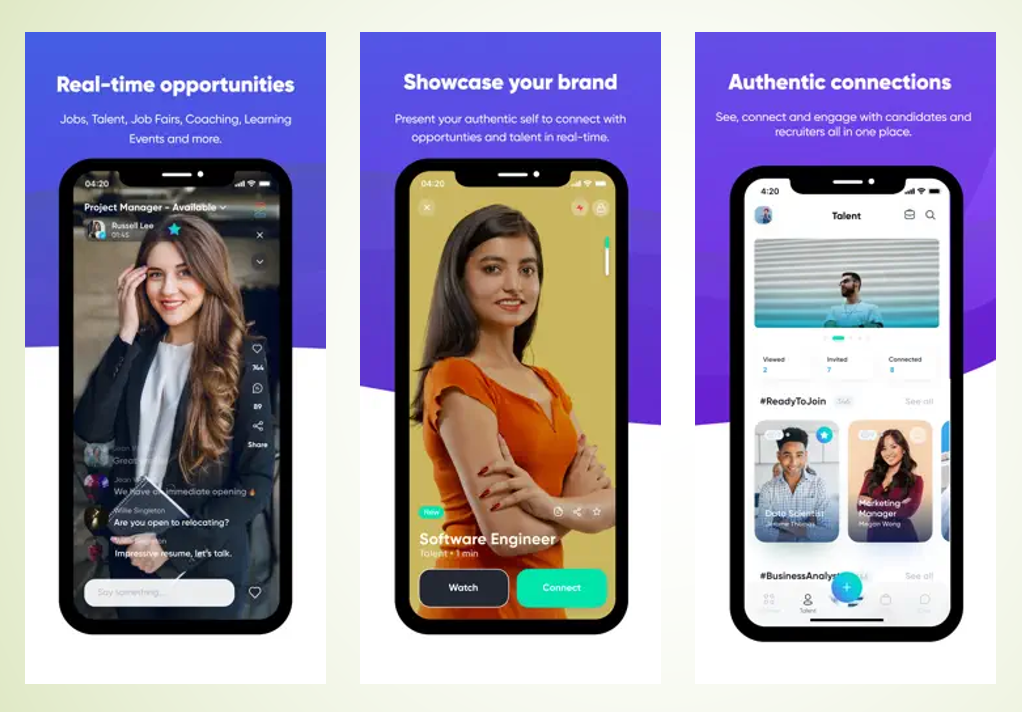 Real-time opportunities
Jobs, Talent, Job Fairs, Coaching, Learning
Events and more.
04:20
Project Manager - Available
Russell Lee
01:45
744
89
Share
Great
Jean
We have an immediate opening 🔥
Willie Singleton
Are you open to relocating?
Impressive resume, let's talk.
Say something...
Showcase your brand
Present your authentic self to connect with
opportunties and talent in real-time.
04:20
New
Software Engineer
Talent • 1 min
Watch
Connect
Authentic connections
See, connect and engage with candidates and
recruiters all in one place.
4:20
Talent
Viewed
2
Invited
7
Connected
8
#ReadyToJoin
See all
Data Scientist
Jerome Thomas
Marketing
Manager
Megan Wong
#BusinessAnalyst
See all
Talent